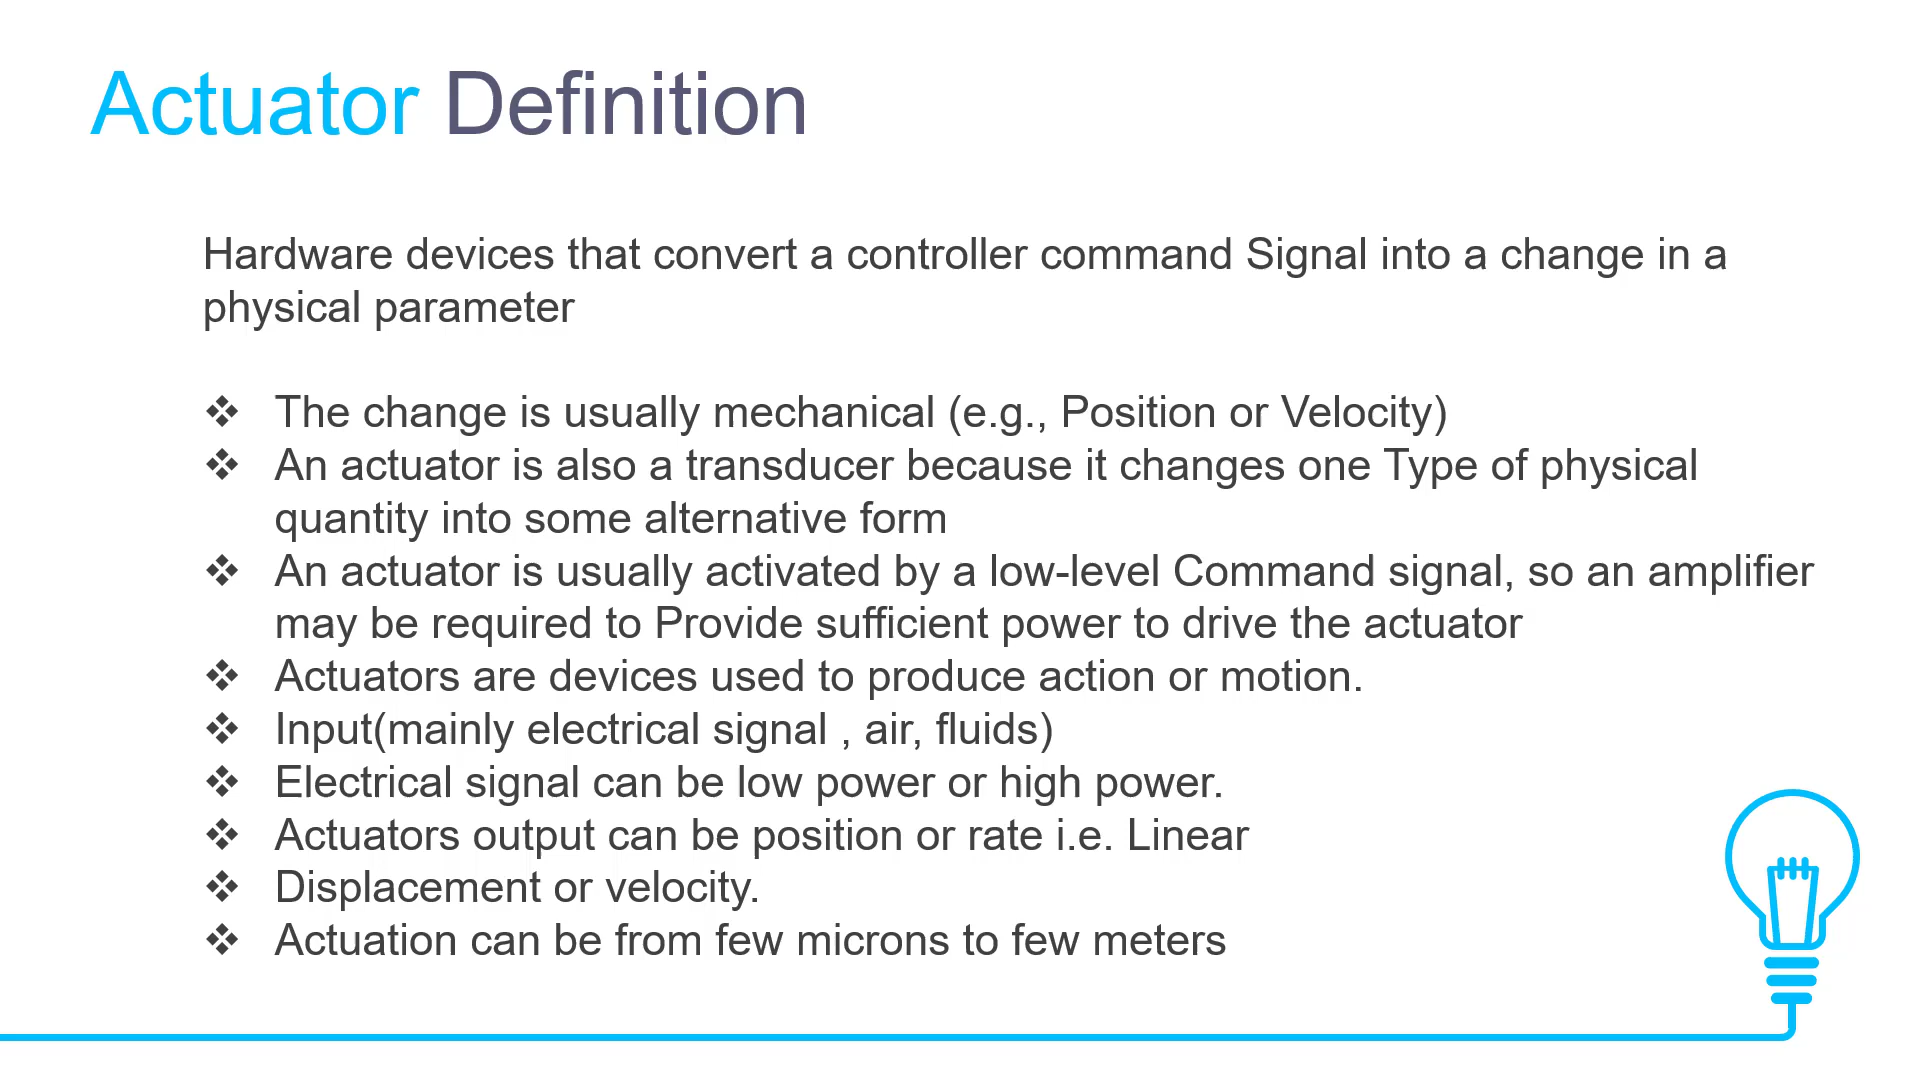 Actuator Definition
Hardware devices that convert a controller command Signal into a change in a
physical parameter
❖ The change is usually mechanical (e.g., Position or Velocity)
❖ An actuator is also a transducer because it changes one Type of physical
quantity into some alternative form
❖ An actuator is usually activated by a low-level Command signal, so an amplifier
may be required to Provide sufficient power to drive the actuator
❖ Actuators are devices used to produce action or motion.
❖ Input(mainly electrical signal , air, fluids)
❖ Electrical signal can be low power or high power.
❖ Actuators output can be position or rate i.e. Linear
❖ Displacement or velocity.
❖ Actuation can be from few microns to few meters